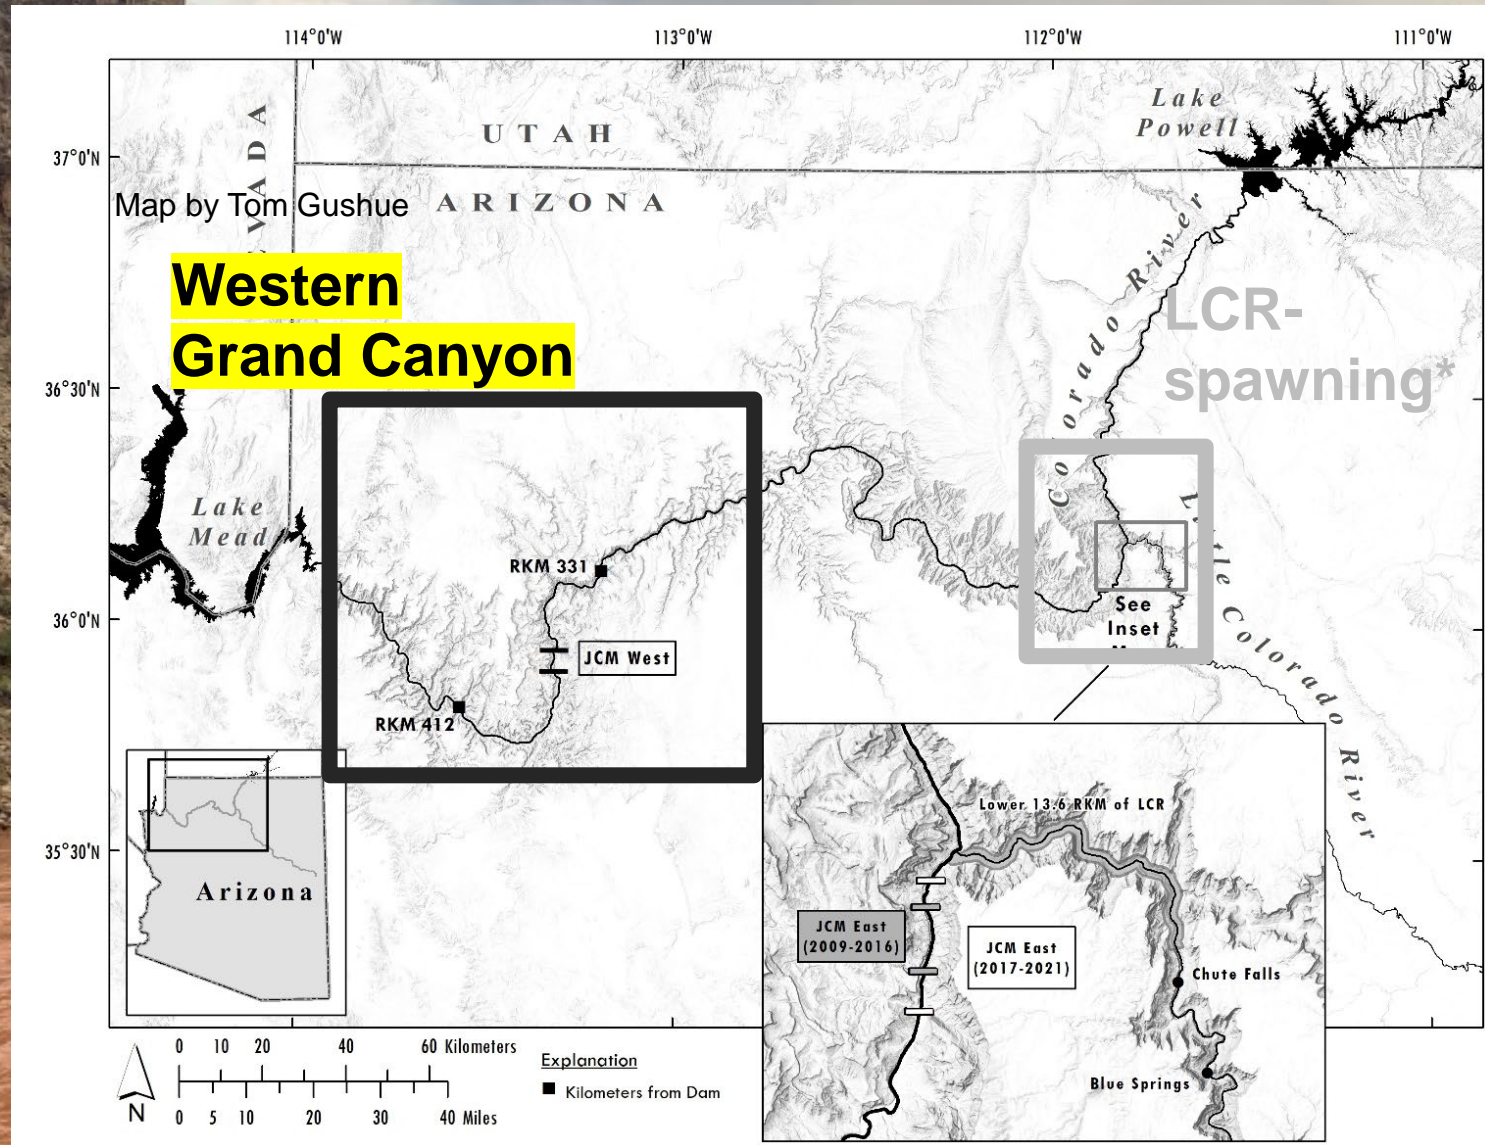 114°0'W
113°0'W
112°0'W
111°0'W
Lake
Powell
UTAH
37°0'N
VADA
ARIZONA
Map by Tom Gushue
Western
Grand Canyon
Colorado River
LCR-
spawning*
36°30'N
Lake
Mead
RKM 331
Little Colorado River
See
Inset
36°0'N
JCM West
RKM 412
Lower 13.6 RKM of LCR
35°30'N
Arizona
JCM East
(2009-2016)
JCM East
(2017-2021)
Chute Falls
Blue Springs
0 10 20 40 60 Kilometers
0 5 10 20 30 40 Miles
N
Explanation
Kilometers from Dam